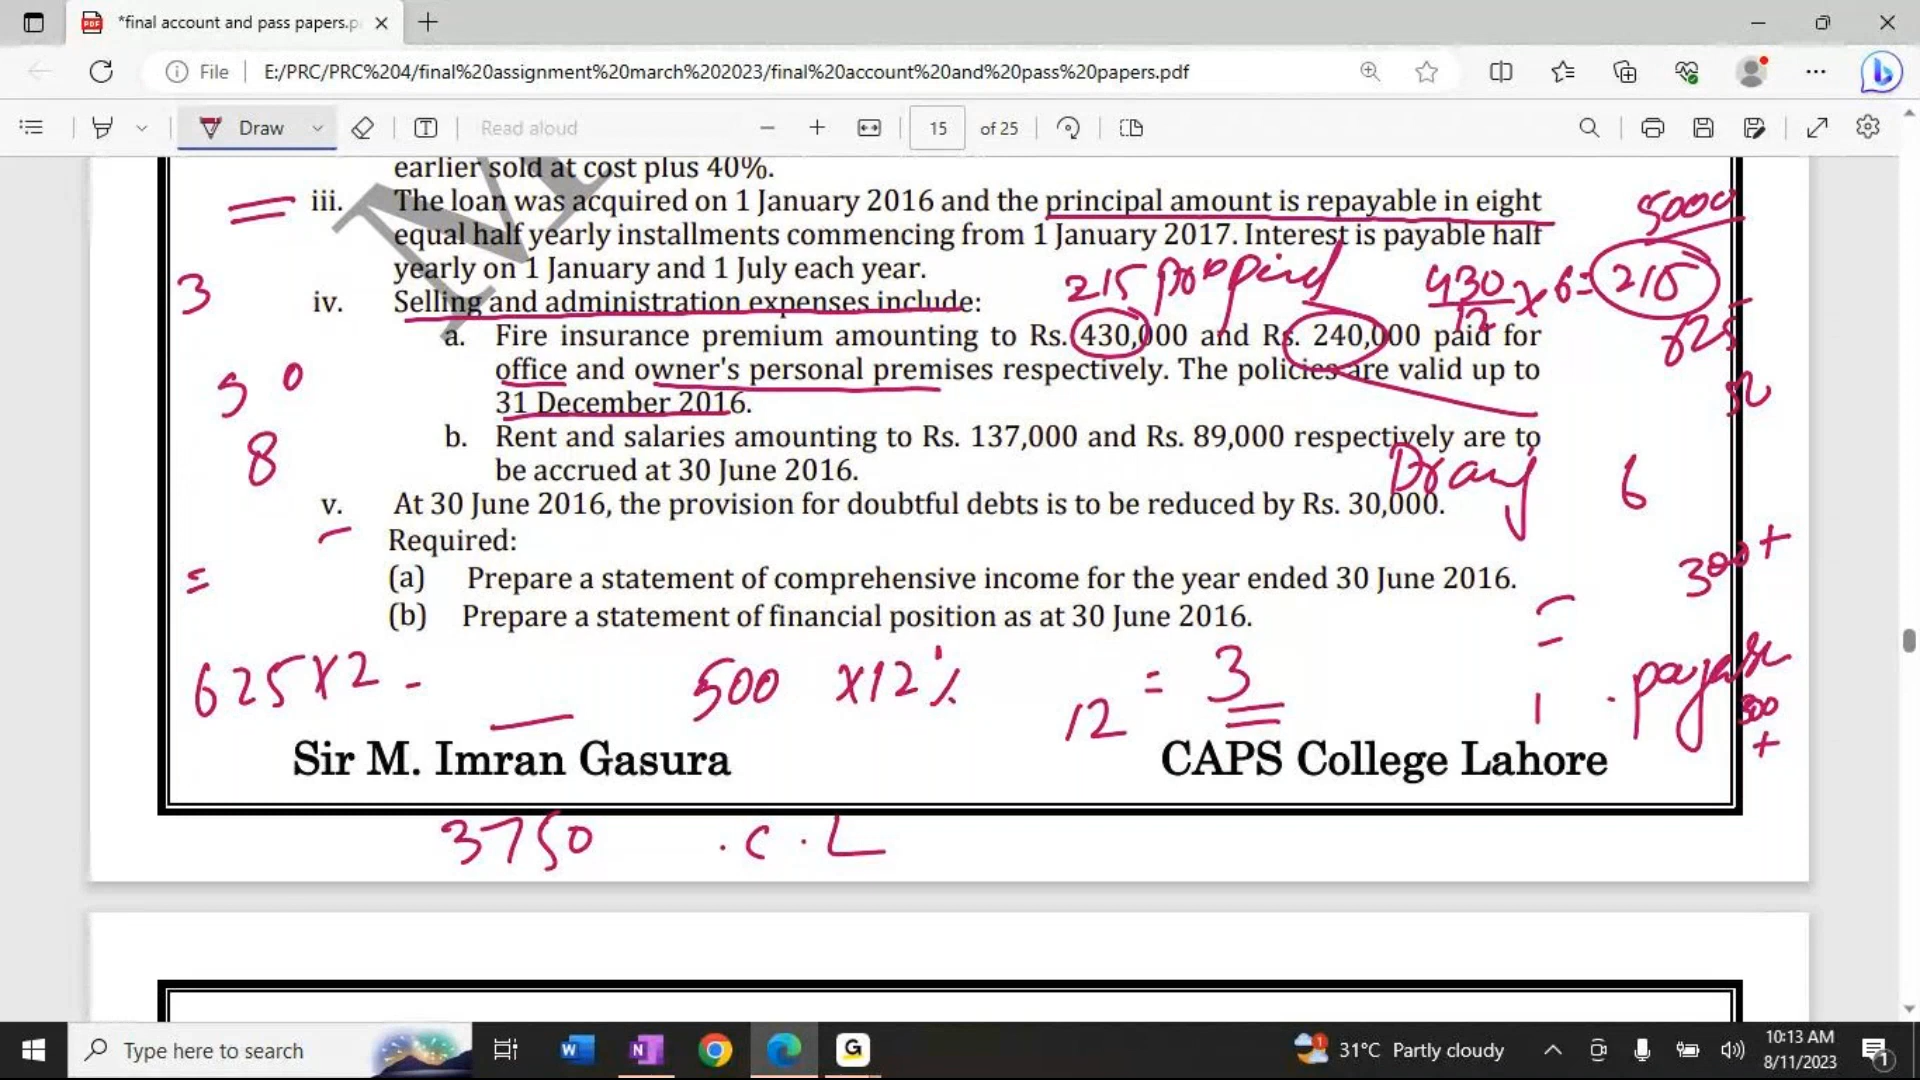 *final account and pass papers.p
File
E:/PRC/PRC%204/final%20assignment%20march%202023/final%20account%20and%20pass%20papers.pdf
Draw
Read aloud
15
of 25
earlier sold at cost plus 40%.
iii. The loan was acquired on 1 January 2016 and the principal amount is repayable in eight
equal half yearly installments commencing from 1 January 2017. Interest is payable half
yearly on 1 January and 1 July each year.
5000
3
215 prepaid
430/12 x 6 = 215
625
iv. Selling and administration expenses include:
a. Fire insurance premium amounting to Rs. 430,000 and Rs. 240,000 paid for
office and owner's personal premises respectively. The policies are valid up to
31 December 2016.
5 0
8
b. Rent and salaries amounting to Rs. 137,000 and Rs. 89,000 respectively are to
be accrued at 30 June 2016.
6
v. At 30 June 2016, the provision for doubtful debts is to be reduced by Rs. 30,000.
Required:
(a) Prepare a statement of comprehensive income for the year ended 30 June 2016.
(b) Prepare a statement of financial position as at 30 June 2016.
300 +
625 x 2 -
500 x 12%
12
= 3
payable
300
+
Sir M. Imran Gasura
CAPS College Lahore
3750 . C . L
Type here to search
31°C Partly cloudy
10:13 AM
8/11/2023